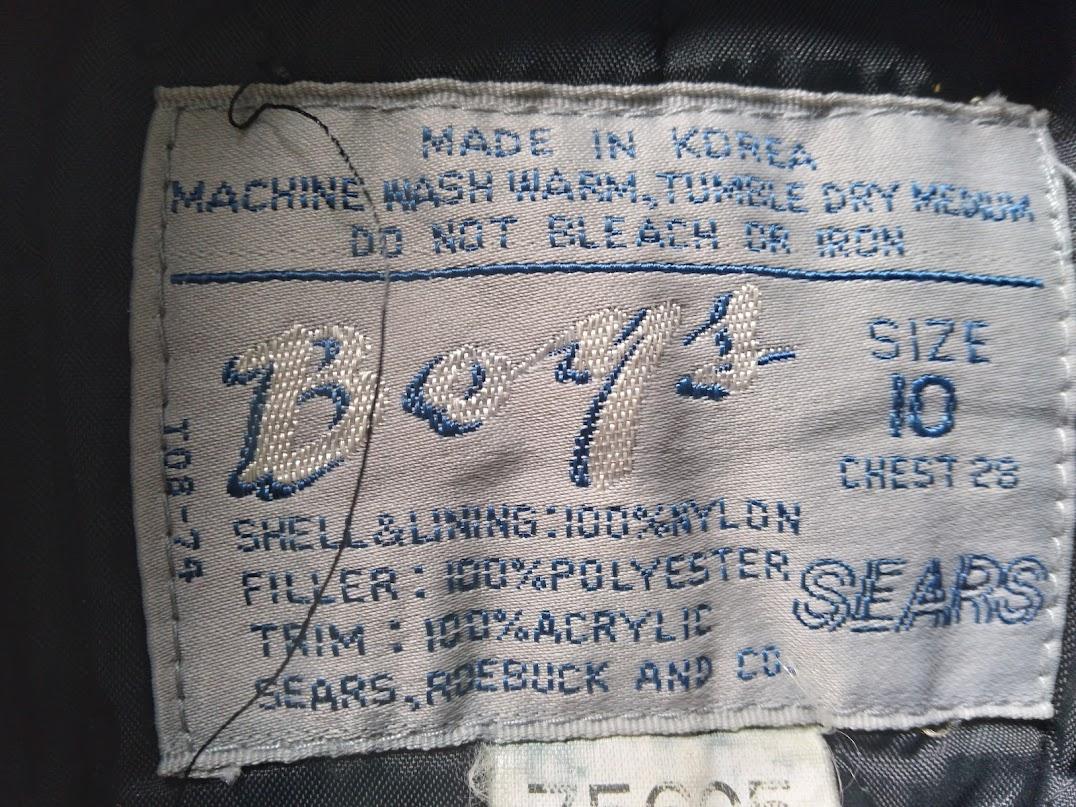 MADE IN KOREA
MACHINE WASH WARM, TUMBLE DRY MEDIUM
DO NOT BLEACH OR IRON
Boys
SIZE
10
CHEST 28
T08-74
SHELL&LINING:100%NYLON
FILLER:100%POLYESTER
TRIM:100%ACRYLIC
SEARS
SEARS,ROEBUCK AND CO.